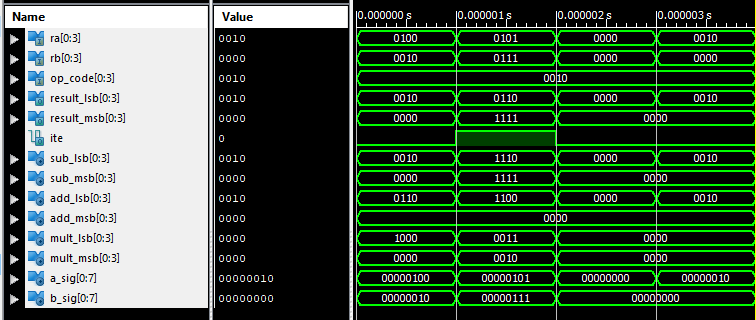 Name Value 0.000000 s 0.000001 s 0.000002 s 0.000003 s
ra[0:3] 0010 0100 0101 0000 0010
rb[0:3] 0000 0010 0111 0000 0000
op_code[0:3] 0010 0010
result_lsb[0:3] 0010 0010 0110 0000 0010
result_msb[0:3] 0000 0000 1111 0000
ite 0
sub_lsb[0:3] 0010 0010 1110 0000 0010
sub_msb[0:3] 0000 0000 1111 0000 0000
add_lsb[0:3] 0010 0110 1100 0000 0010
add_msb[0:3] 0000 0000
mult_lsb[0:3] 0000 1000 0011 0000
mult_msb[0:3] 0000 0000 0010 0000
a_sig[0:7] 00000010 00000100 00000101 00000000 00000010
b_sig[0:7] 00000000 00000010 00000111 00000000